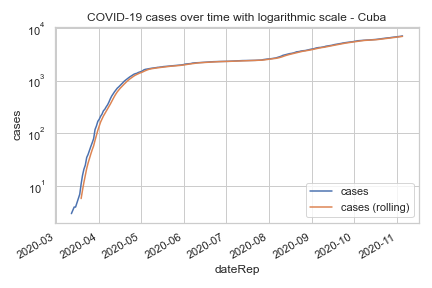 COVID-19 cases over time with logarithmic scale - Cuba
10^4
10^3
10^2
10^1
cases
cases
cases (rolling)
2020-03
2020-04
2020-05
2020-06
2020-07
2020-08
2020-09
2020-10
2020-11
dateRep